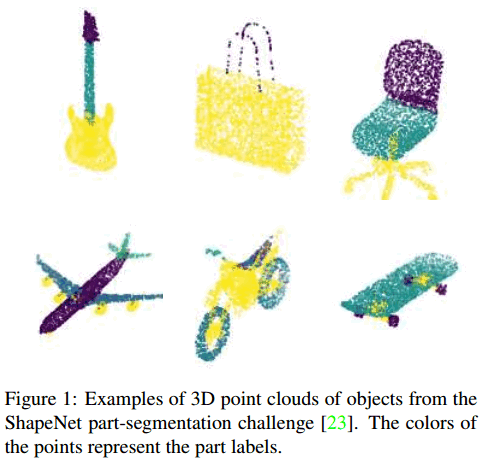 Figure 1: Examples of 3D point clouds of objects from the
ShapeNet part-segmentation challenge [23]. The colors of
the points represent the part labels.